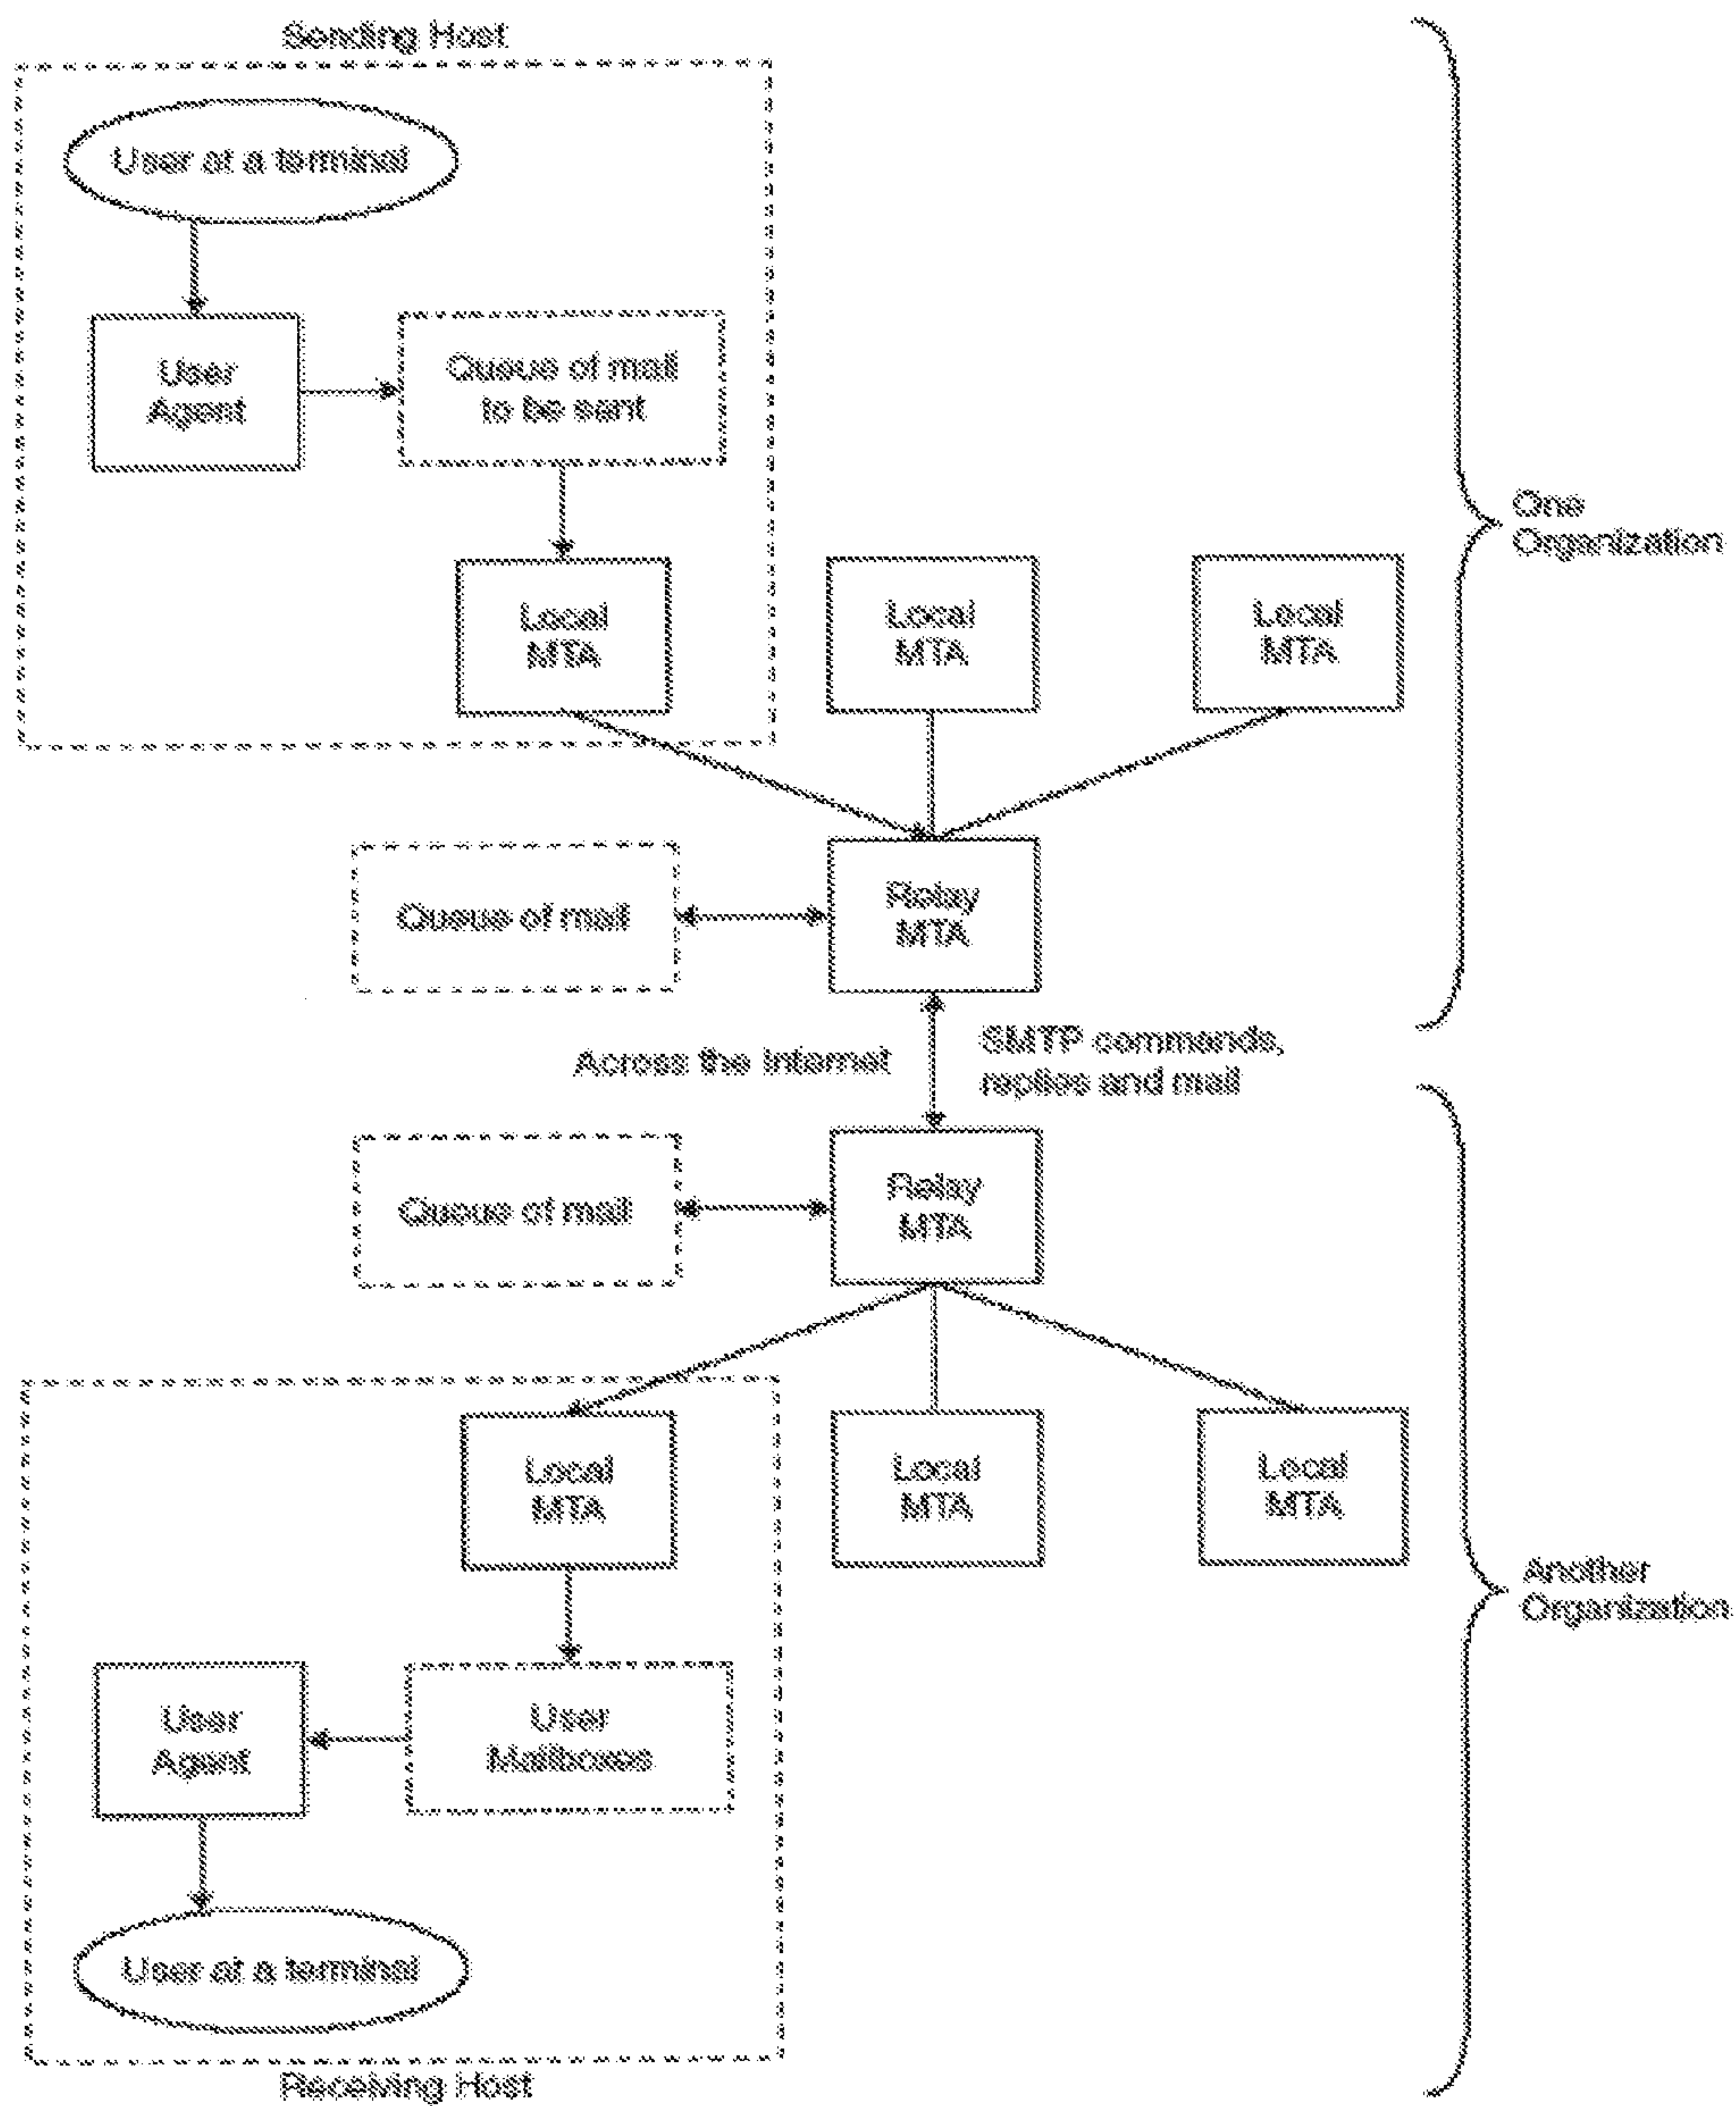 Sending Host
User at a terminal
User
Agent
Queue of mail
to be sent
One
Organization
Local
MTA
Local
MTA
Local
MTA
Queue of mail
Relay
MTA
Across the Internet
SMTP commands,
replies and mail
Queue of mail
Relay
MTA
Local
MTA
Local
MTA
Local
MTA
Another
Organization
User
Agent
User
Mailboxes
User at a terminal
Receiving Host